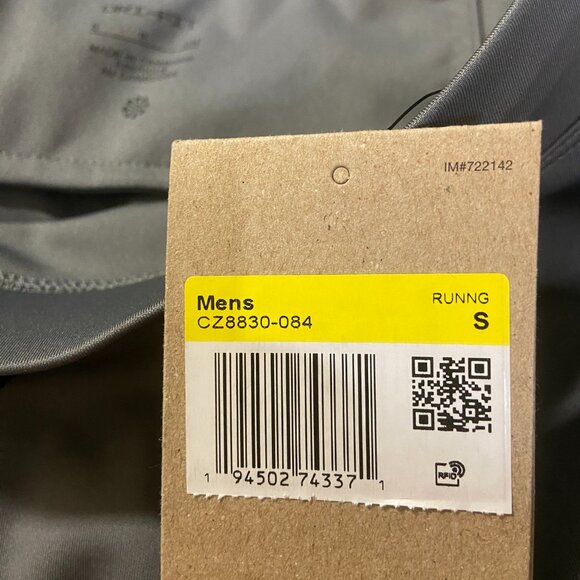 IM#722142
Mens RUNNG
CZ8830-084 S
1 94502 74337 1
RFID